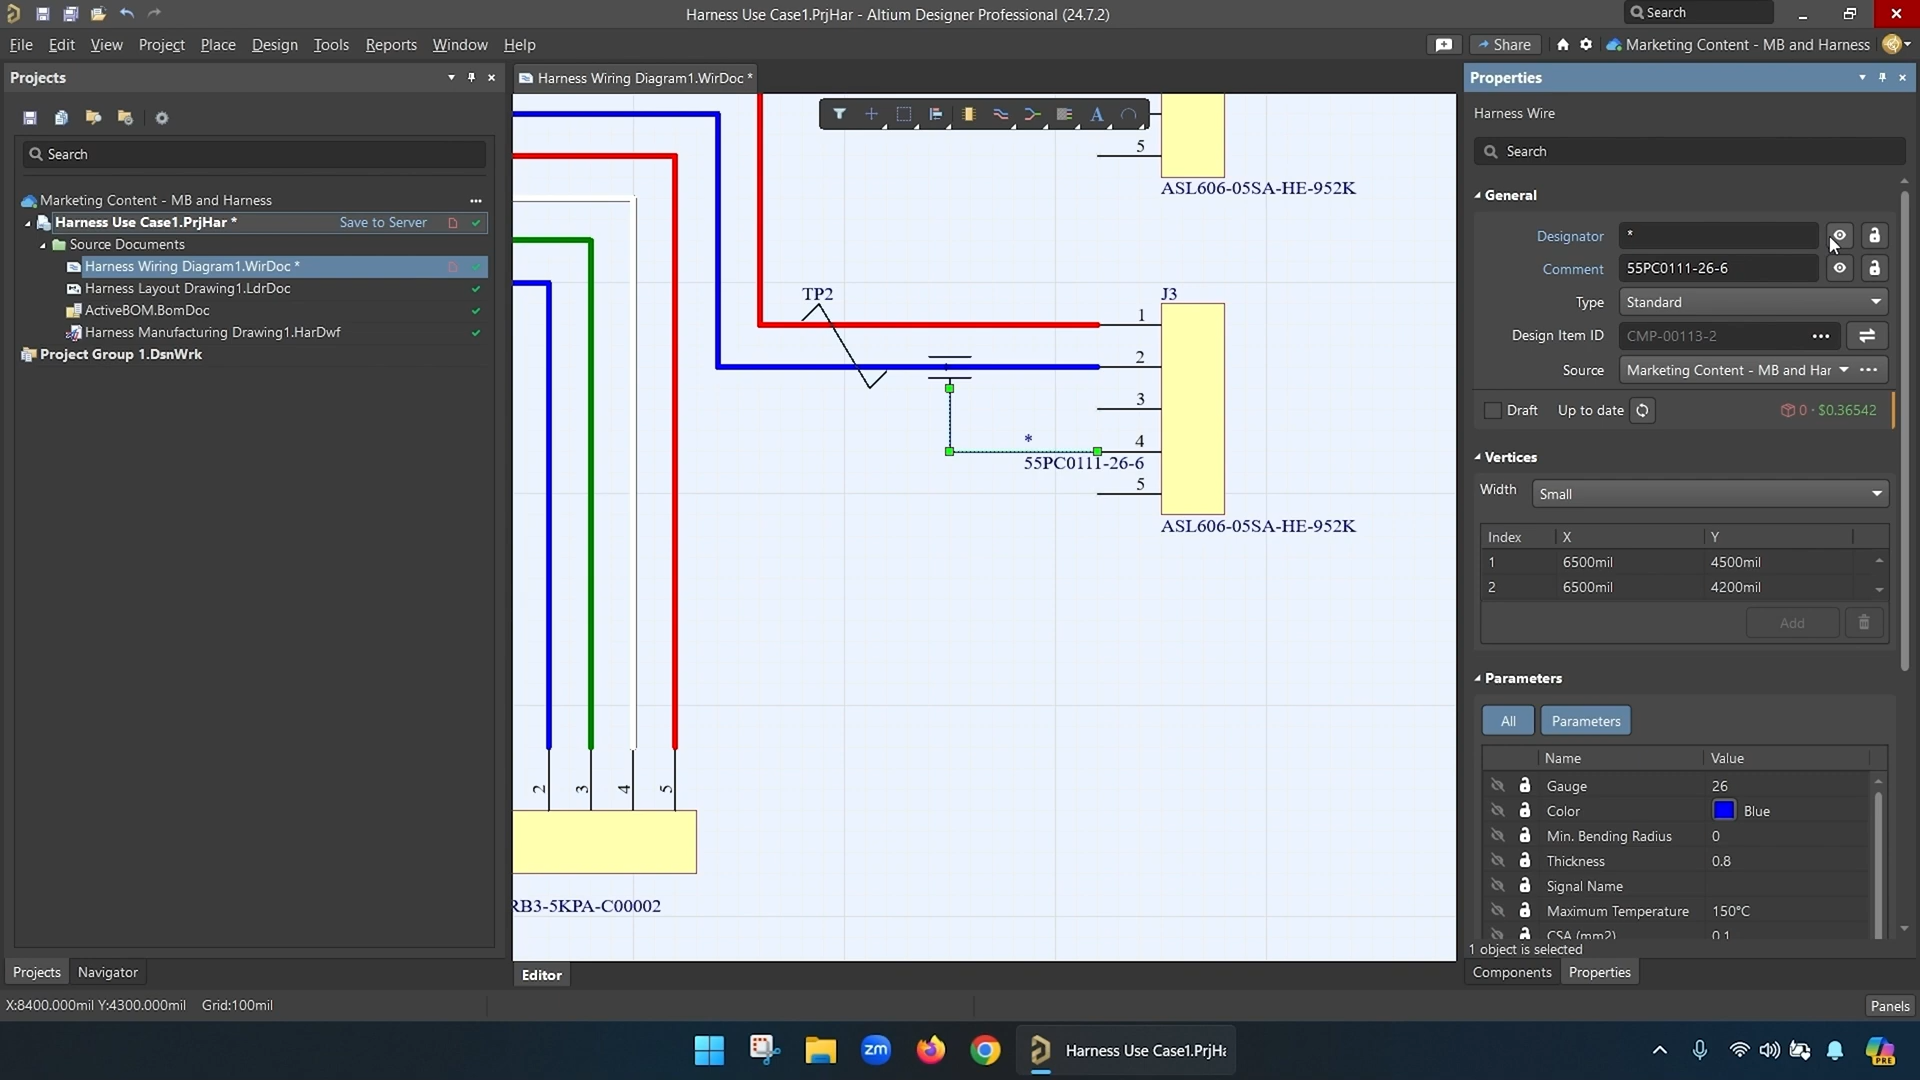 Harness Use Case1.PrjHar - Altium Designer Professional (24.7.2)
Search
File Edit View Project Place Design Tools Reports Window Help
Share
Marketing Content - MB and Harness
Projects
Search
Marketing Content - MB and Harness
Harness Use Case1.PrjHar *
Save to Server
Source Documents
Harness Wiring Diagram1.WirDoc *
Harness Layout Drawing1.LdrDoc
ActiveBOM.BomDoc
Harness Manufacturing Drawing1.HarDwf
Project Group 1.DsnWrk
Projects
Navigator
Harness Wiring Diagram1.WirDoc *
A
5
ASL606-05SA-HE-952K
TP2
J3
1
2
3
*
4
55PC0111-26-6
5
ASL606-05SA-HE-952K
2
3
4
5
RB3-5KPA-C00002
Editor
Properties
Harness Wire
Search
General
Designator *
Comment 55PC0111-26-6
Type Standard
Design Item ID CMP-00113-2
Source Marketing Content - MB and Har
Draft Up to date 0 · $0.36542
Vertices
Width Small
Index X Y
1 6500mil 4500mil
2 6500mil 4200mil
Add
Parameters
All Parameters
Name Value
Gauge 26
Color Blue
Min. Bending Radius 0
Thickness 0.8
Signal Name
Maximum Temperature 150°C
CSA (mm2) 0.1
1 object is selected
Components Properties
X:8400.000mil Y:4300.000mil Grid:100mil
Panels
zm
Harness Use Case1.PrjHa
PRE